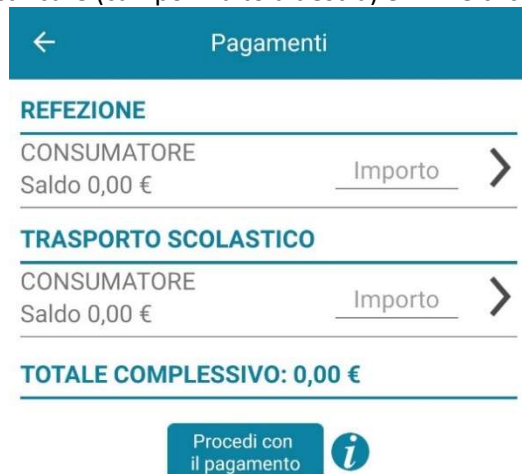 Pagamenti
REFEZIONE
CONSUMATORE
Importo
Saldo 0,00 €
TRASPORTO SCOLASTICO
CONSUMATORE
Importo
Saldo 0,00 €
TOTALE COMPLESSIVO: 0,00 €
Procedi con
il pagamento
i